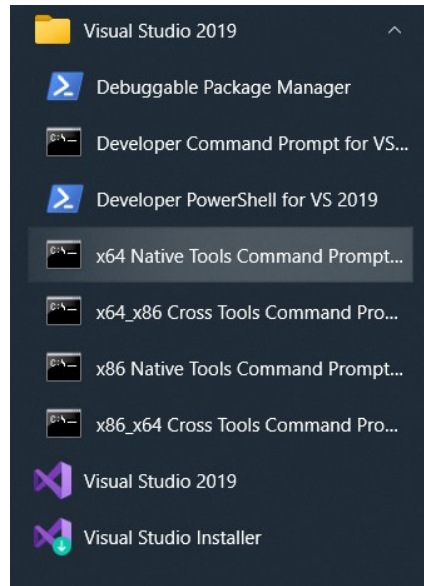 Visual Studio 2019
Debuggable Package Manager
Developer Command Prompt for VS...
Developer PowerShell for VS 2019
x64 Native Tools Command Prompt...
x64_x86 Cross Tools Command Pro...
x86 Native Tools Command Prompt...
x86_x64 Cross Tools Command Pro...
Visual Studio 2019
Visual Studio Installer